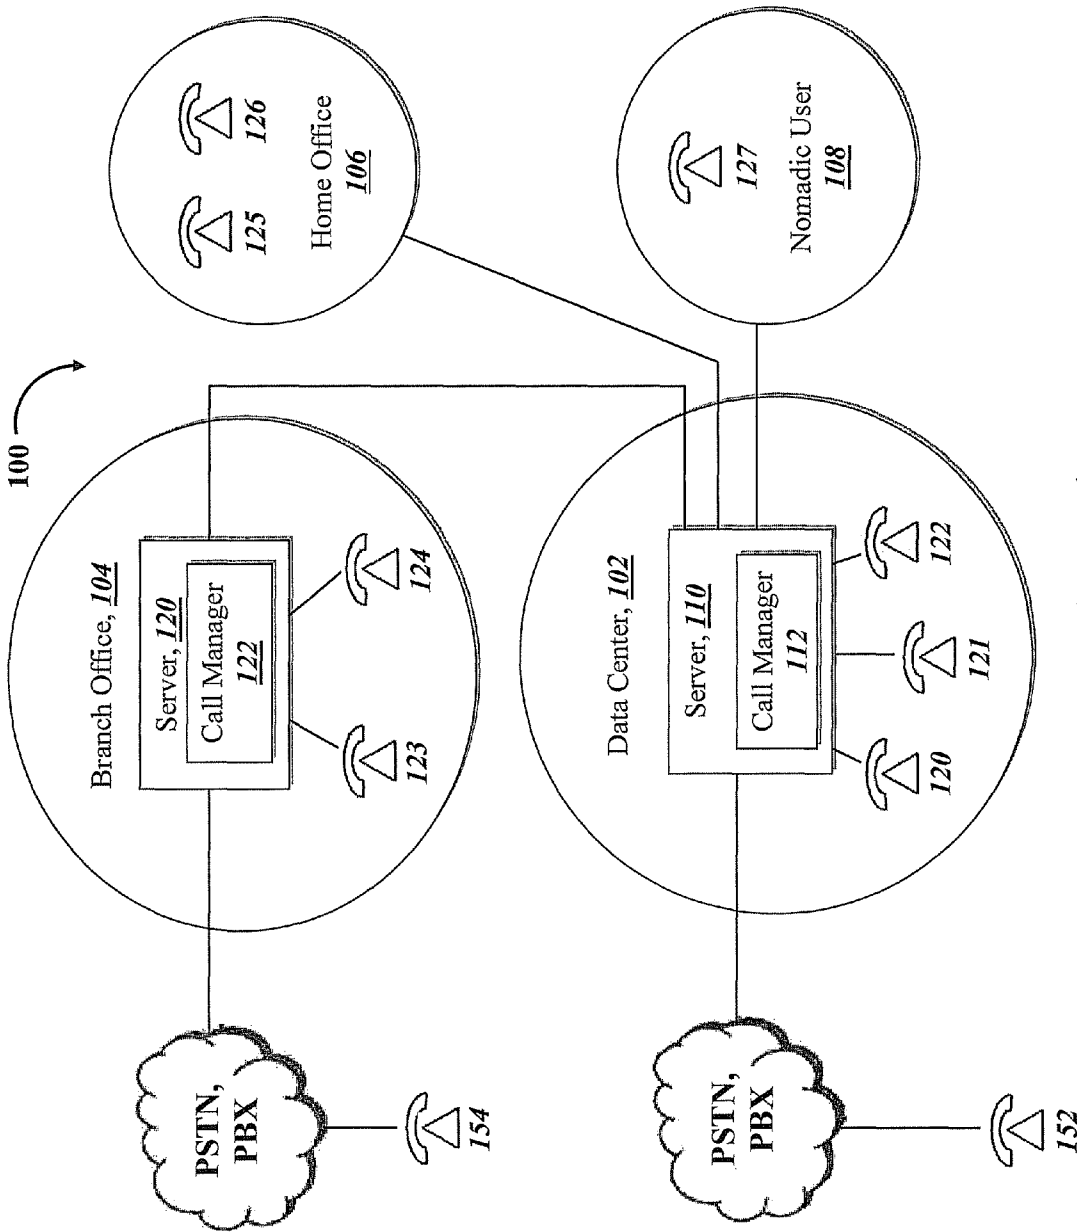 100
Branch Office, 104
Server, 120
Call Manager
122
123
124
PSTN,
PBX
154
125
126
Home Office
106
Data Center, 102
Server, 110
Call Manager
112
120
121
122
PSTN,
PBX
152
127
Nomadic User
108